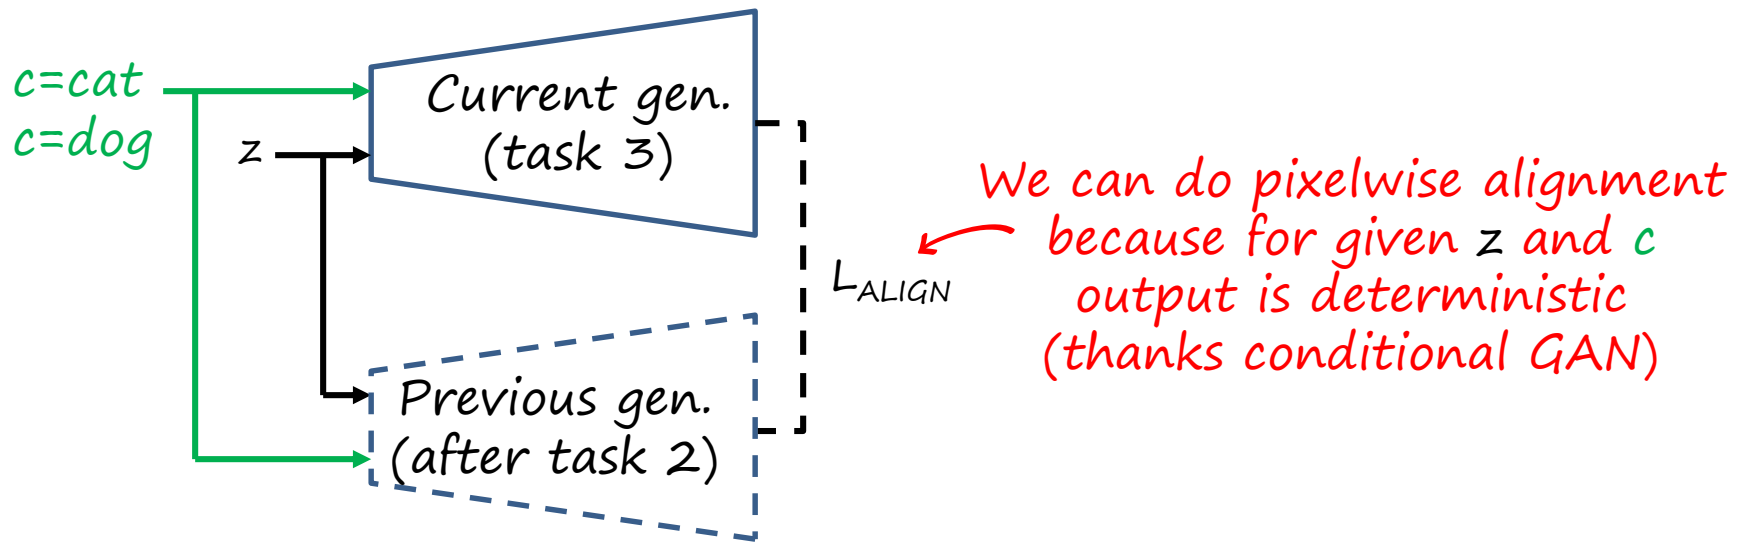 c=cat
c=dog
z
Current gen.
(task 3)
Previous gen.
(after task 2)
L_ALIGN
We can do pixelwise alignment
because for given z and c
output is deterministic
(thanks conditional GAN)